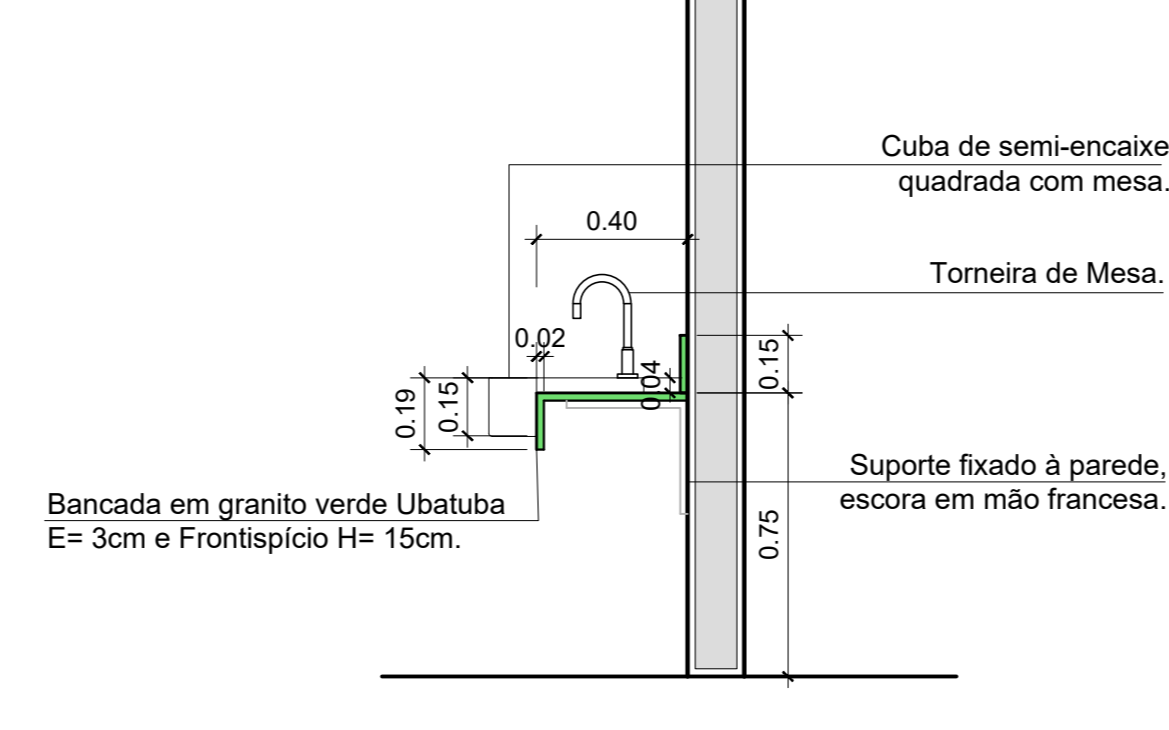 Cuba de semi-encaixe
quadrada com mesa.
0.40
Torneira de Mesa.
0.02
0.15
0.04
0.19
0.15
Suporte fixado à parede,
escora em mão francesa.
Bancada em granito verde Ubatuba
E= 3cm e Frontispício H= 15cm.
0.75